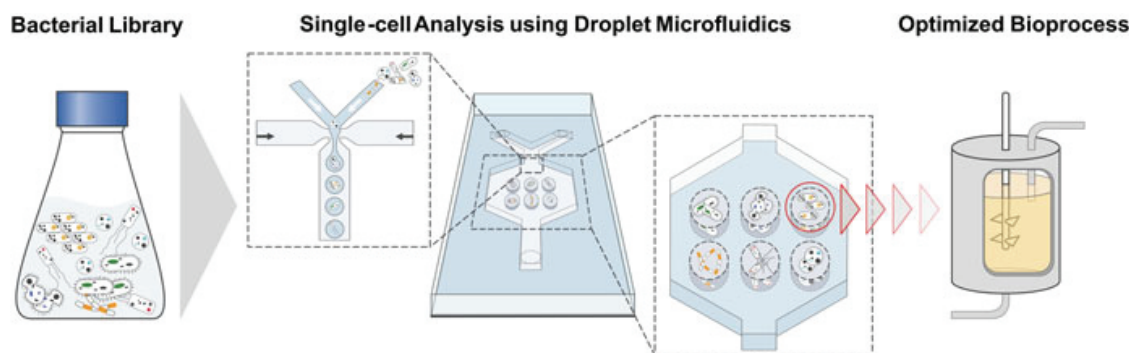 Bacterial Library
Single-cell Analysis using Droplet Microfluidics
Optimized Bioprocess